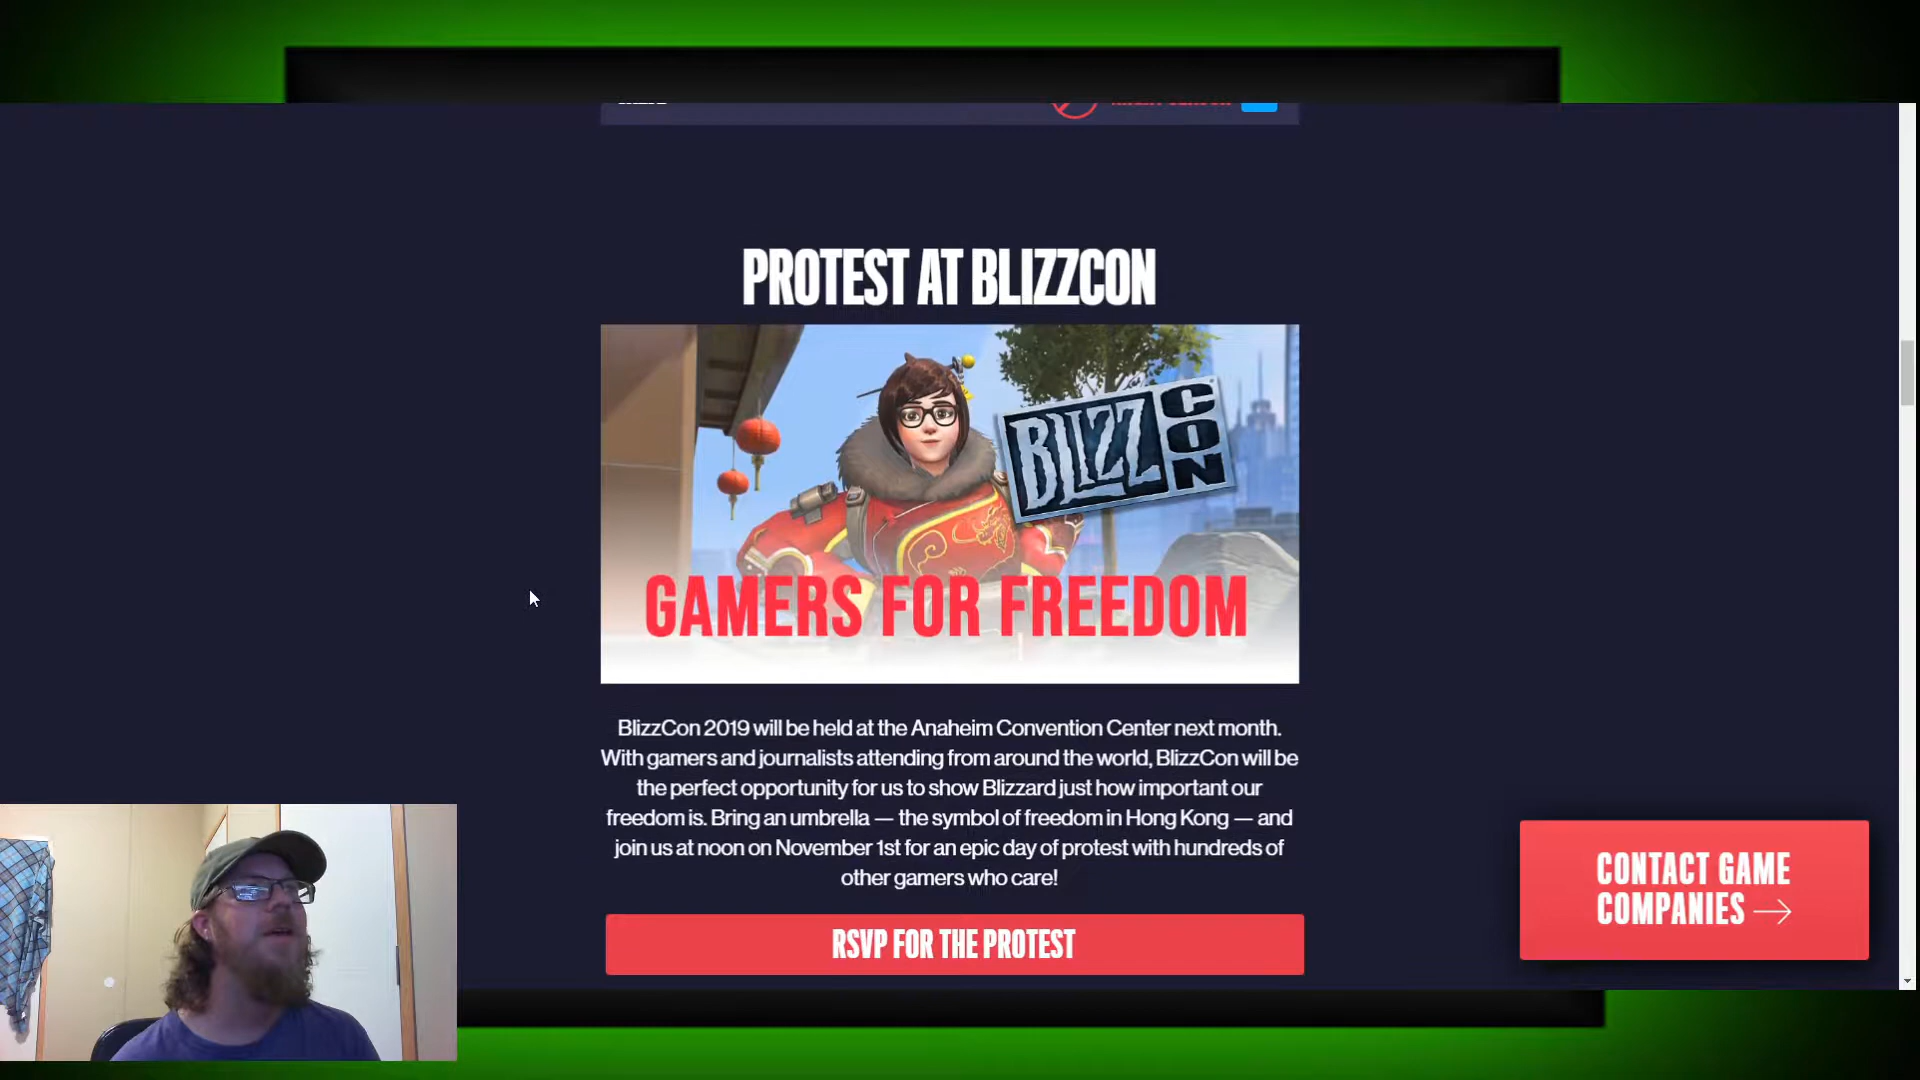 PROTEST AT BLIZZCON
BLIZZ
CON
GAMERS FOR FREEDOM
BlizzCon 2019 will be held at the Anaheim Convention Center next month.
With gamers and journalists attending from around the world, BlizzCon will be
the perfect opportunity for us to show Blizzard just how important our
freedom is. Bring an umbrella — the symbol of freedom in Hong Kong — and
join us at noon on November 1st for an epic day of protest with hundreds of
other gamers who care!
RSVP FOR THE PROTEST
CONTACT GAME
COMPANIES →